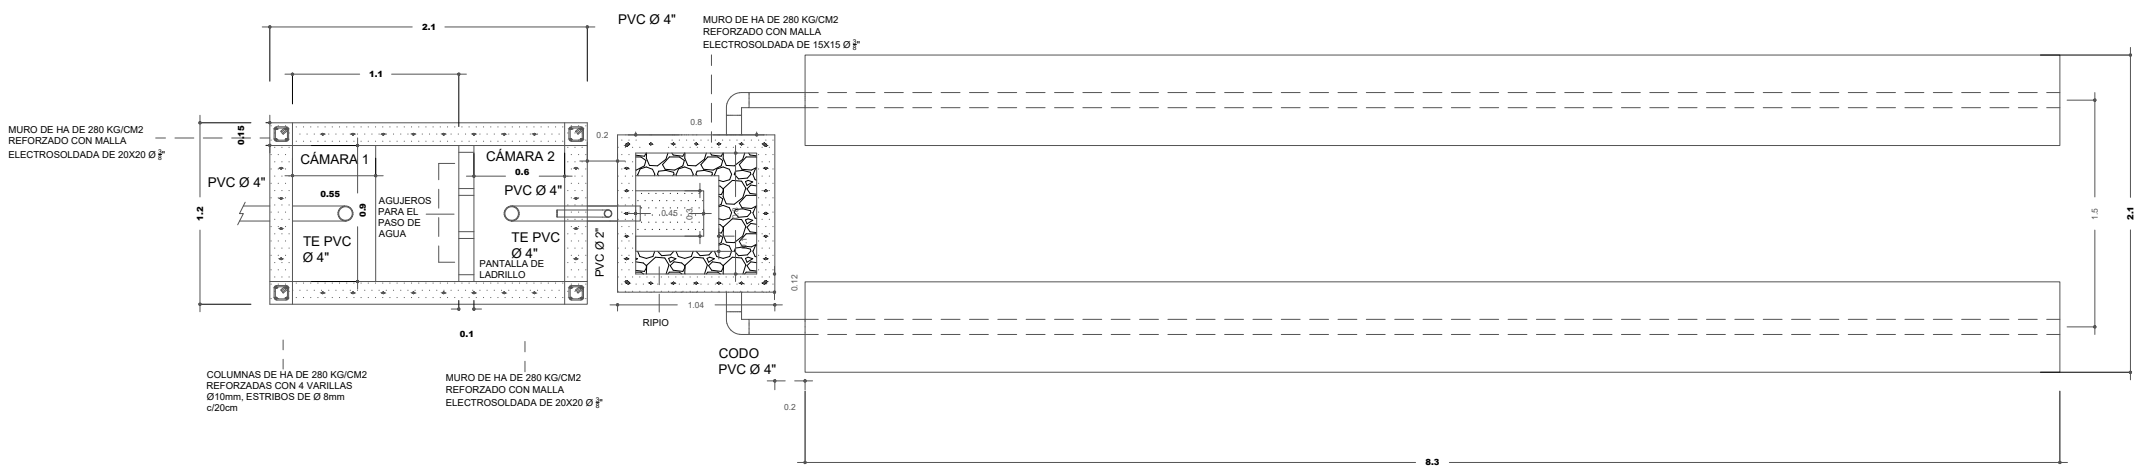 PVC Ø 4"
MURO DE HA DE 280 KG/CM2
REFORZADO CON MALLA
ELECTROSOLDADA DE 15X15 Ø 3/8"
2.1
1.1
0.8
MURO DE HA DE 280 KG/CM2
REFORZADO CON MALLA
ELECTROSOLDADA DE 20X20 Ø 3/8"
0.15
0.2
CÁMARA 1
CÁMARA 2
0.6
PVC Ø 4"
0.55
PVC Ø 4"
1.2
0.9
AGUJEROS
PARA EL
PASO DE
AGUA
0.45
0.3
1.5
2.1
TE PVC
Ø 4"
TE PVC
Ø 4"
PVC Ø 2"
PANTALLA DE
LADRILLO
0.12
1.04
RIPIO
0.1
CODO
PVC Ø 4"
COLUMNAS DE HA DE 280 KG/CM2
REFORZADAS CON 4 VARILLAS
Ø10mm, ESTRIBOS DE Ø 8mm
c/20cm
MURO DE HA DE 280 KG/CM2
REFORZADO CON MALLA
ELECTROSOLDADA DE 20X20 Ø 3/8"
0.2
8.3